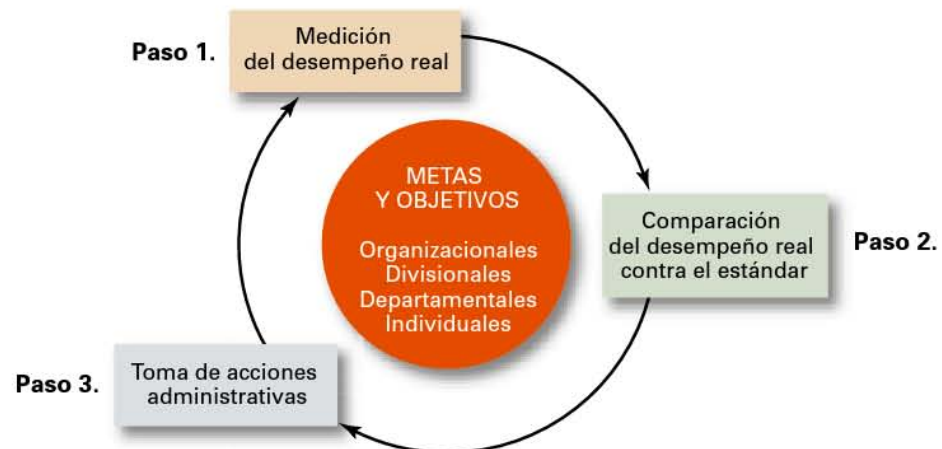 Paso 1.
Medición
del desempeño real
METAS
Y OBJETIVOS
Organizacionales
Divisionales
Departamentales
Individuales
Comparación
del desempeño real
contra el estándar
Paso 2.
Paso 3.
Toma de acciones
administrativas